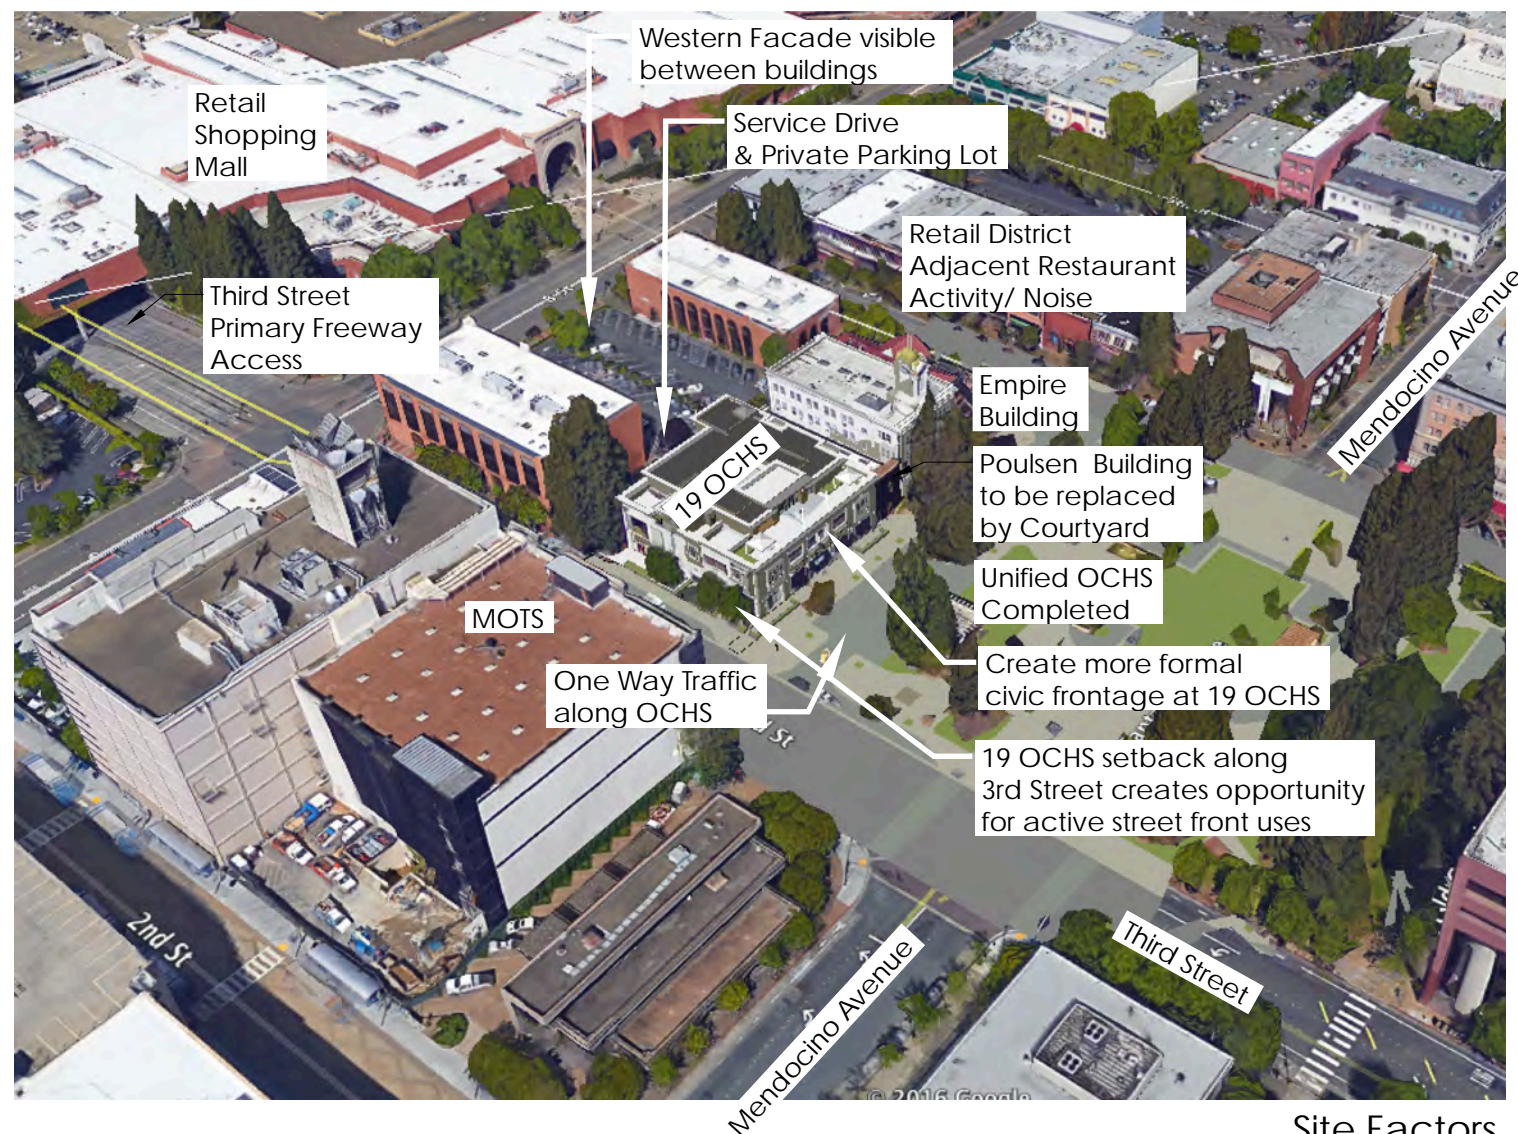 Western Facade visible
between buildings
Retail
Shopping
Mall
Service Drive
& Private Parking Lot
Retail District
Adjacent Restaurant
Activity/ Noise
Third Street
Primary Freeway
Access
Mendocino Avenue
Empire
Building
19 OCHS
Poulsen Building
to be replaced
by Courtyard
Unified OCHS
Completed
MOTS
Create more formal
civic frontage at 19 OCHS
One Way Traffic
along OCHS
St
19 OCHS setback along
3rd Street creates opportunity
for active street front uses
2nd St
Third Street
Mendocino Avenue
© 2016 Google
Site Factors